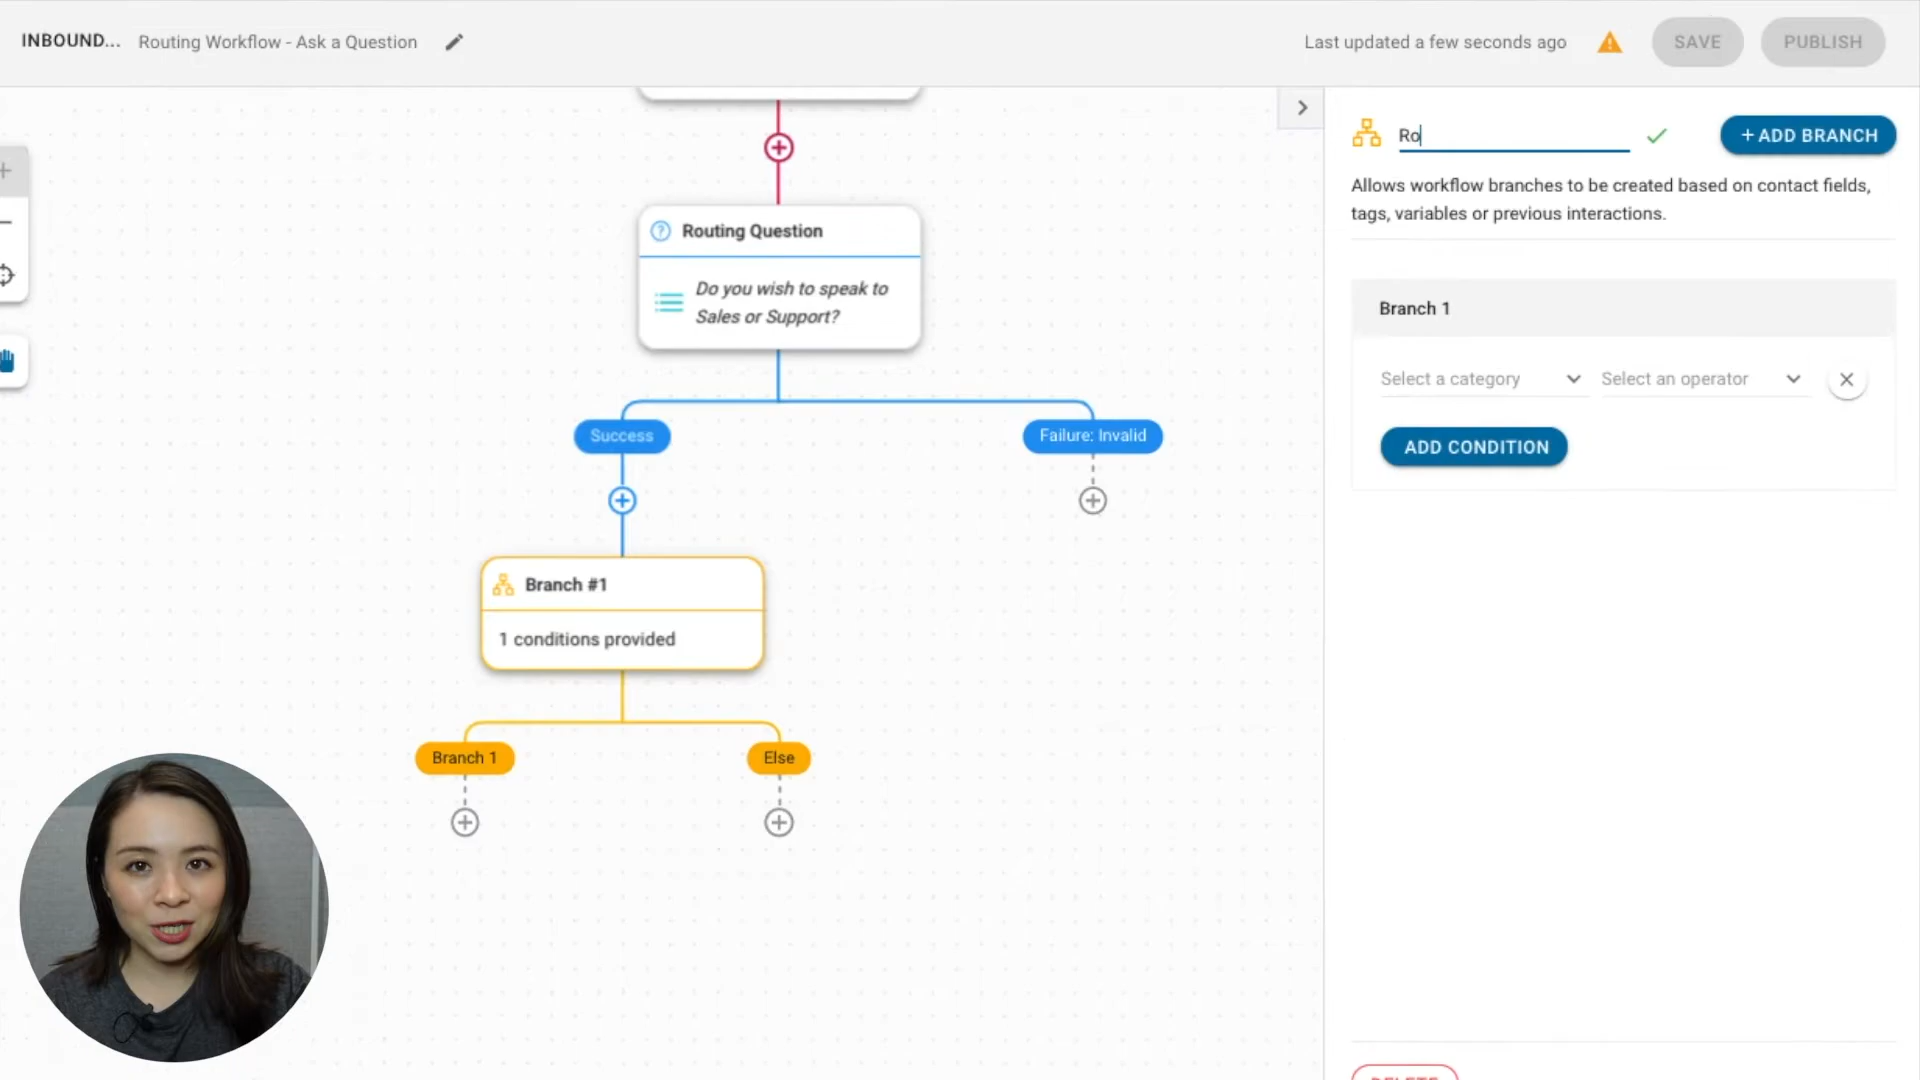 INBOUND...
Routing Workflow - Ask a Question
Last updated a few seconds ago
SAVE
PUBLISH
Ro
+ ADD BRANCH
Allows workflow branches to be created based on contact fields,
tags, variables or previous interactions.
Branch 1
Select a category
Select an operator
ADD CONDITION
Routing Question
Do you wish to speak to
Sales or Support?
Success
Failure: Invalid
Branch #1
1 conditions provided
Branch 1
Else
DELETE